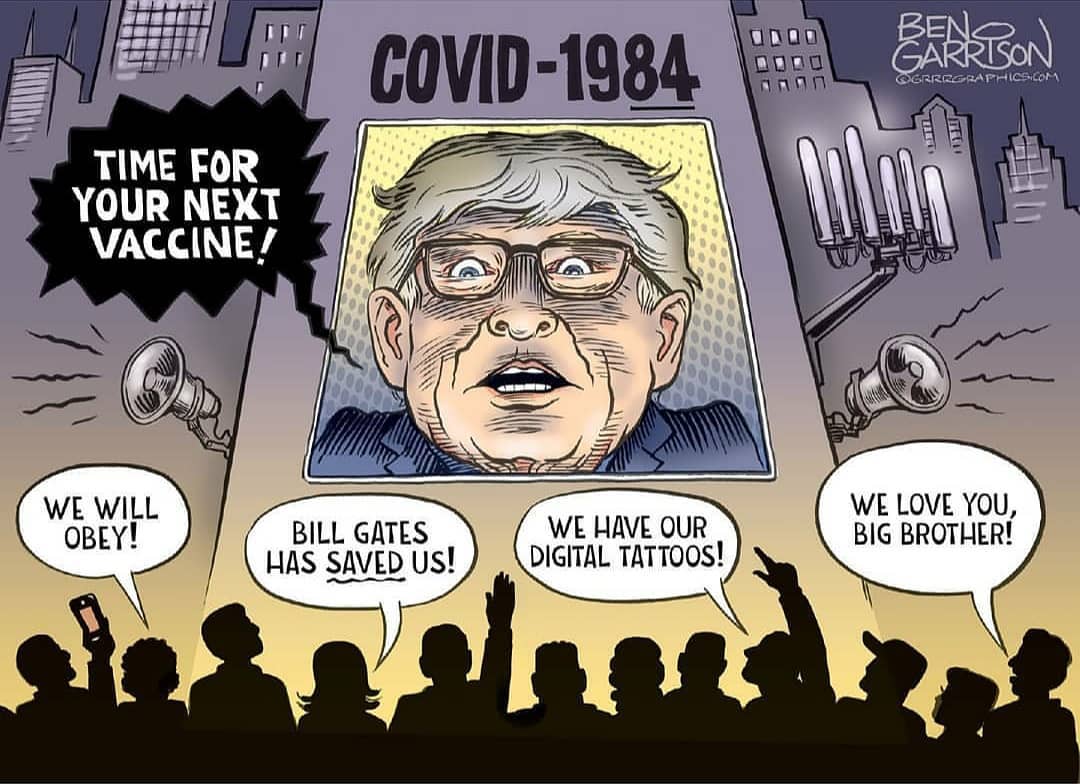 COVID-1984
BEN
GARRISON
©GRRRGRAPHICS.COM
TIME FOR
YOUR NEXT
VACCINE!
WE WILL
OBEY!
BILL GATES
HAS SAVED US!
WE HAVE OUR
DIGITAL TATTOOS!
WE LOVE YOU,
BIG BROTHER!